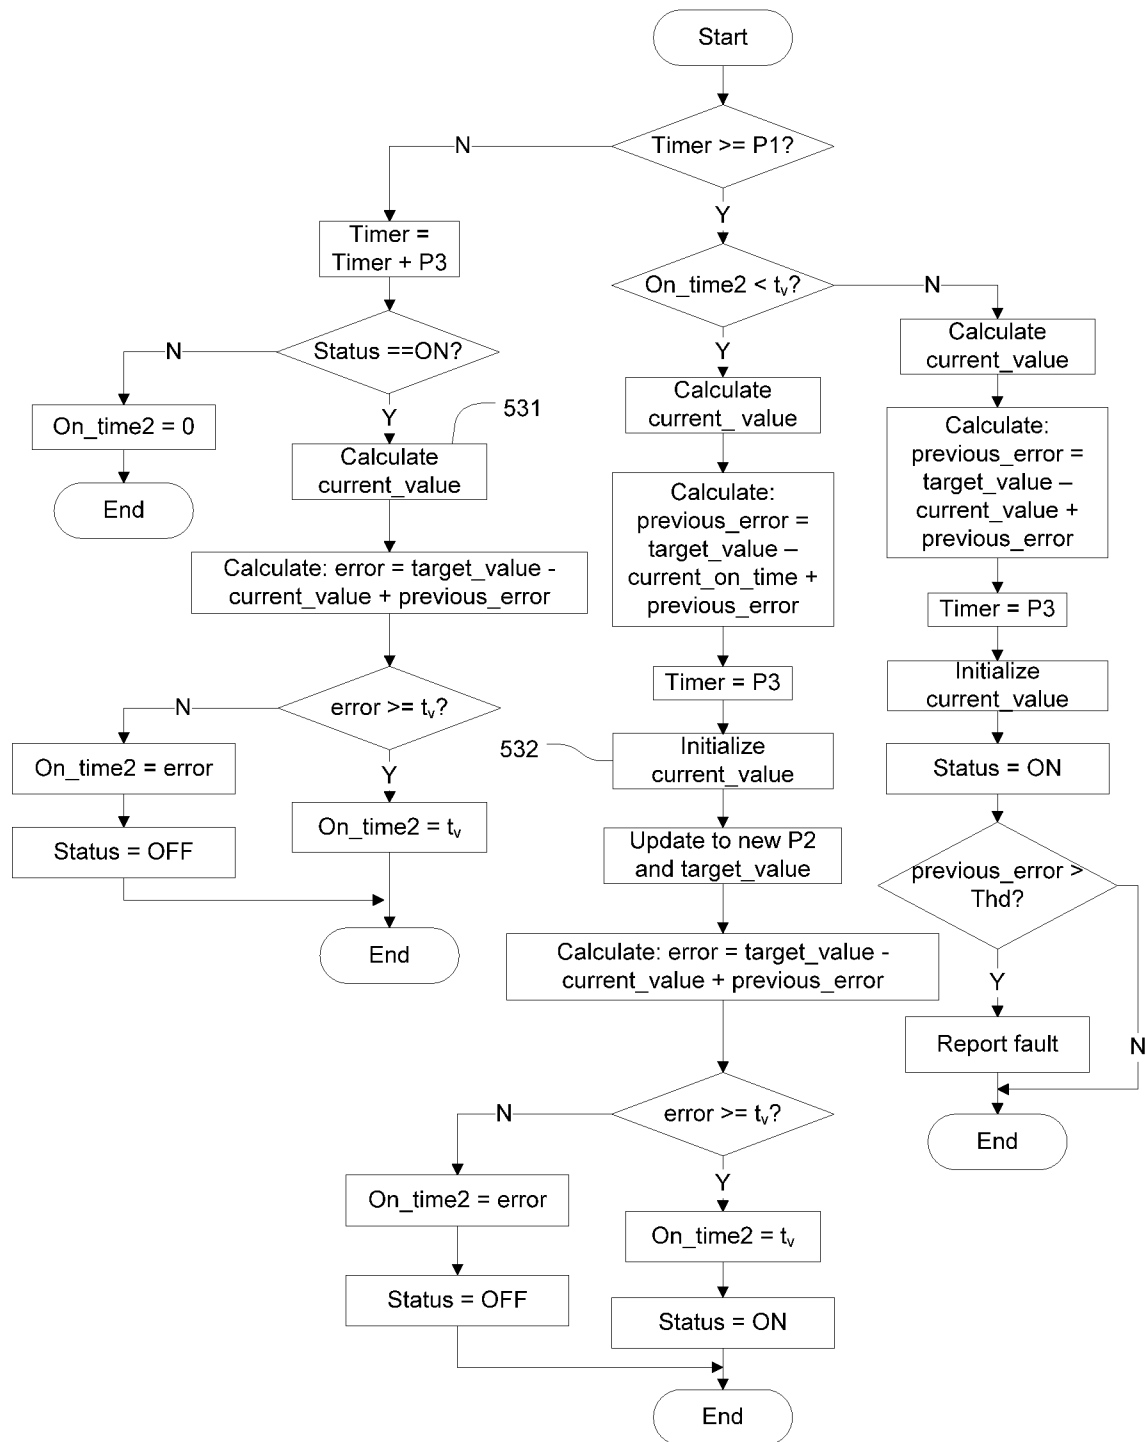 Start
Timer >= P1?
N
Y
Timer =
Timer + P3
On_time2 < tᵥ?
N
Y
Status ==ON?
N
Y
On_time2 = 0
End
531
Calculate
current_value
Calculate: error = target_value -
current_value + previous_error
error >= tᵥ?
N
Y
On_time2 = error
Status = OFF
On_time2 = tᵥ
End
Calculate
current_ value
Calculate:
previous_error =
target_value –
current_on_time +
previous_error
Timer = P3
532
Initialize
current_value
Update to new P2
and target_value
Calculate: error = target_value -
current_value + previous_error
error >= tᵥ?
N
Y
On_time2 = error
Status = OFF
On_time2 = tᵥ
Status = ON
End
Calculate
current_value
Calculate:
previous_error =
target_value –
current_value +
previous_error
Timer = P3
Initialize
current_value
Status = ON
previous_error >
Thd?
Y
N
Report fault
End